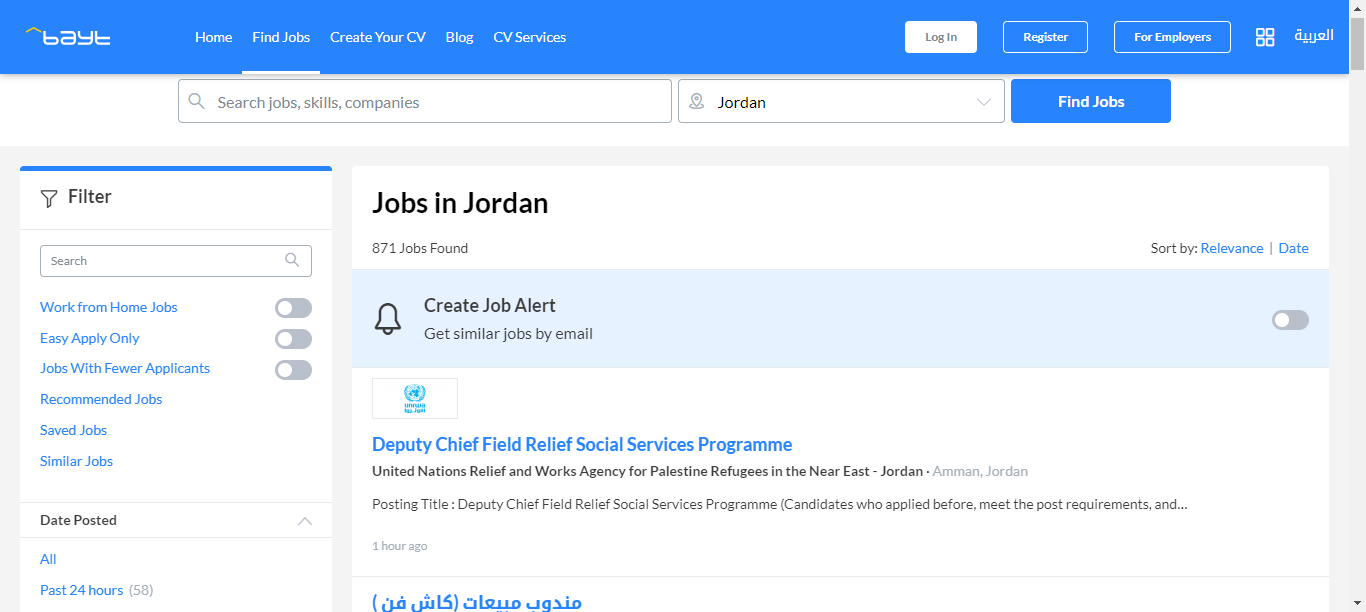 bayt
Home
Find Jobs
Create Your CV
Blog
CV Services
Log In
Register
For Employers
العربية
Search jobs, skills, companies
Jordan
Find Jobs
Filter
Search
Work from Home Jobs
Easy Apply Only
Jobs With Fewer Applicants
Recommended Jobs
Saved Jobs
Similar Jobs
Date Posted
All
Past 24 hours (58)
Jobs in Jordan
871 Jobs Found
Sort by: Relevance | Date
Create Job Alert
Get similar jobs by email
unrwa
الأونروا
Deputy Chief Field Relief Social Services Programme
United Nations Relief and Works Agency for Palestine Refugees in the Near East - Jordan · Amman, Jordan
Posting Title : Deputy Chief Field Relief Social Services Programme (Candidates who applied before, meet the post requirements, and...
1 hour ago
مندوب مبيعات (كاش فن )